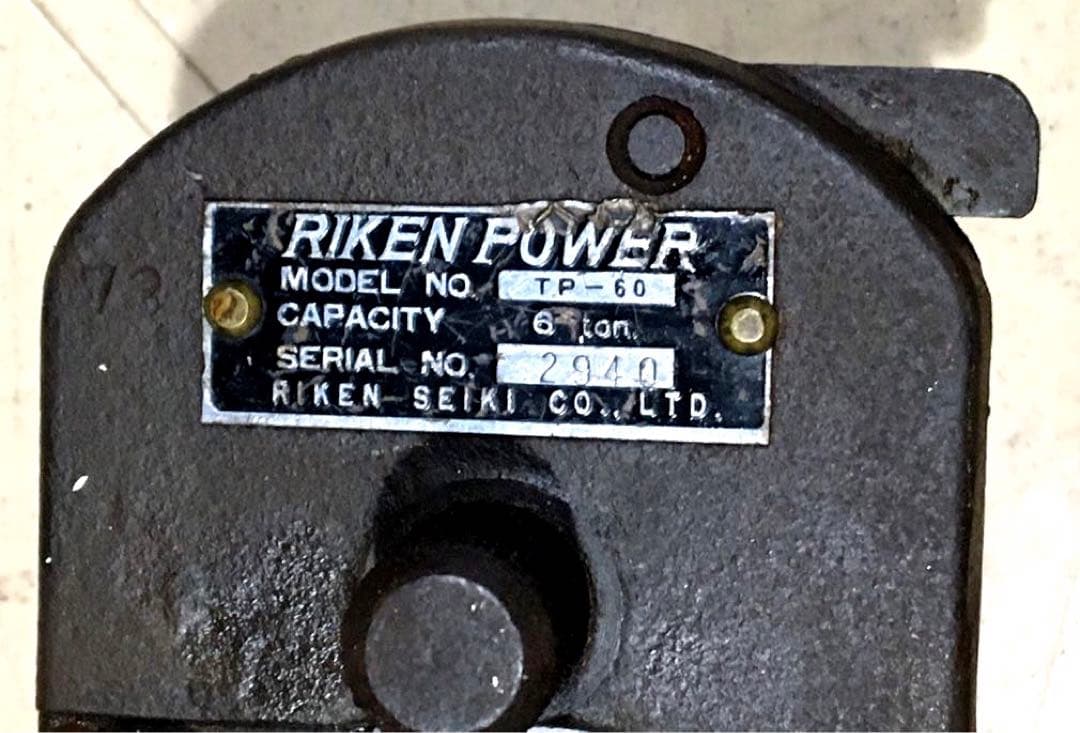 RIKEN POWER
MODEL NO. TP-60
CAPACITY 6 ton.
SERIAL NO. 2940
RIKEN SEIKI CO., LTD.